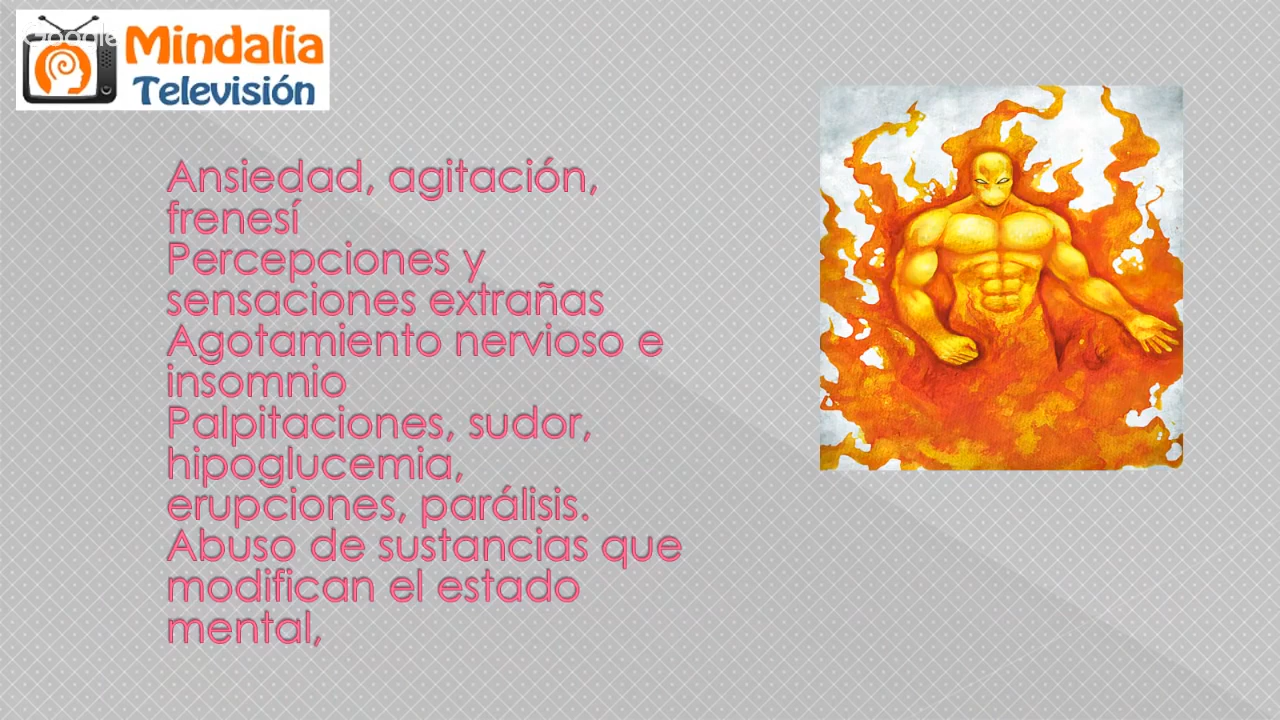 Google
Mindalia
Televisión
Ansiedad, agitación,
frenesí
Percepciones y
sensaciones extrañas
Agotamiento nervioso e
insomnio
Palpitaciones, sudor,
hipoglucemia,
erupciones, parálisis.
Abuso de sustancias que
modifican el estado
mental,